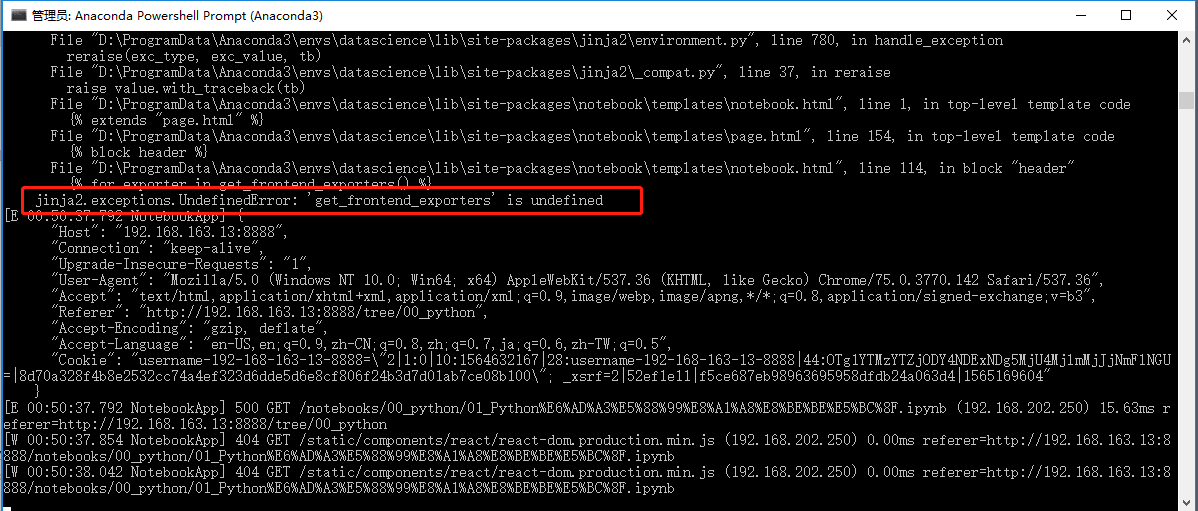 管理员: Anaconda Powershell Prompt (Anaconda3)
File "D:\ProgramData\Anaconda3\envs\datascience\lib\site-packages\jinja2\environment.py", line 780, in handle_exception
reraise(exc_type, exc_value, tb)
File "D:\ProgramData\Anaconda3\envs\datascience\lib\site-packages\jinja2\_compat.py", line 37, in reraise
raise value.with_traceback(tb)
File "D:\ProgramData\Anaconda3\envs\datascience\lib\site-packages\notebook\templates\notebook.html", line 1, in top-level template code
{% extends "page.html" %}
File "D:\ProgramData\Anaconda3\envs\datascience\lib\site-packages\notebook\templates\page.html", line 154, in top-level template code
{% block header %}
File "D:\ProgramData\Anaconda3\envs\datascience\lib\site-packages\notebook\templates\notebook.html", line 114, in block "header"
{% for exporter in get_frontend_exporters() %}
jinja2.exceptions.UndefinedError: 'get_frontend_exporters' is undefined
[E 00:50:37.792 NotebookApp] {
"Host": "192.168.163.13:8888",
"Connection": "keep-alive",
"Upgrade-Insecure-Requests": "1",
"User-Agent": "Mozilla/5.0 (Windows NT 10.0; Win64; x64) AppleWebKit/537.36 (KHTML, like Gecko) Chrome/75.0.3770.142 Safari/537.36",
"Accept": "text/html,application/xhtml+xml,application/xml;q=0.9,image/webp,image/apng,*/*;q=0.8,application/signed-exchange;v=b3",
"Referer": "http://192.168.163.13:8888/tree/00_python",
"Accept-Encoding": "gzip, deflate",
"Accept-Language": "en-US,en;q=0.9,zh-CN;q=0.8,zh;q=0.7,ja;q=0.6,zh-TW;q=0.5",
"Cookie": "username-192-168-163-13-8888=\"2|1:0|10:1564632167|28:username-192-168-163-13-8888|44:OTg1YTMzYTZjODY4NDExNDg5MjU4Mj1mMjJjNmF1NGU
=|8d70a328f4b8e2532cc74a4ef323d6dde5d6e8cf806f24b3d7d01ab7ce08b100\"; _xsrf=2|52ef1e11|f5ce687eb98963695958dfdb24a063d4|1565169604"
}
[E 00:50:37.792 NotebookApp] 500 GET /notebooks/00_python/01_Python%E6%AD%A3%E5%88%99%E8%A1%A8%E8%BE%BE%E5%BC%8F.ipynb (192.168.202.250) 15.63ms r
eferer=http://192.168.163.13:8888/tree/00_python
[W 00:50:37.854 NotebookApp] 404 GET /static/components/react/react-dom.production.min.js (192.168.202.250) 0.00ms referer=http://192.168.163.13:8
888/notebooks/00_python/01_Python%E6%AD%A3%E5%88%99%E8%A1%A8%E8%BE%BE%E5%BC%8F.ipynb
[W 00:50:38.042 NotebookApp] 404 GET /static/components/react/react-dom.production.min.js (192.168.202.250) 0.00ms referer=http://192.168.163.13:8
888/notebooks/00_python/01_Python%E6%AD%A3%E5%88%99%E8%A1%A8%E8%BE%BE%E5%BC%8F.ipynb